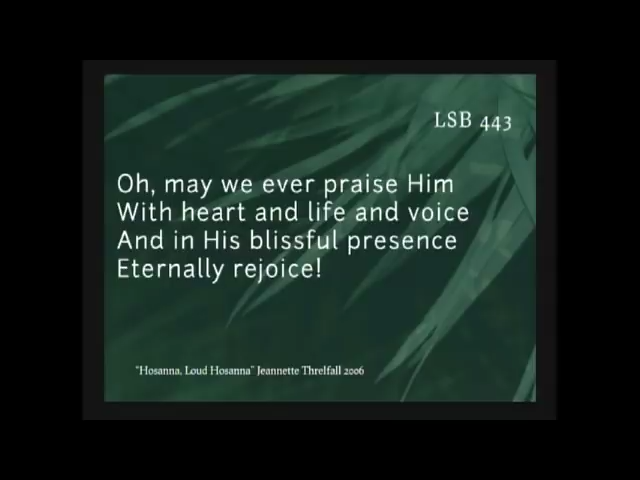 LSB 443
Oh, may we ever praise Him
With heart and life and voice
And in His blissful presence
Eternally rejoice!
"Hosanna, Loud Hosanna" Jeannette Threlfall 2006